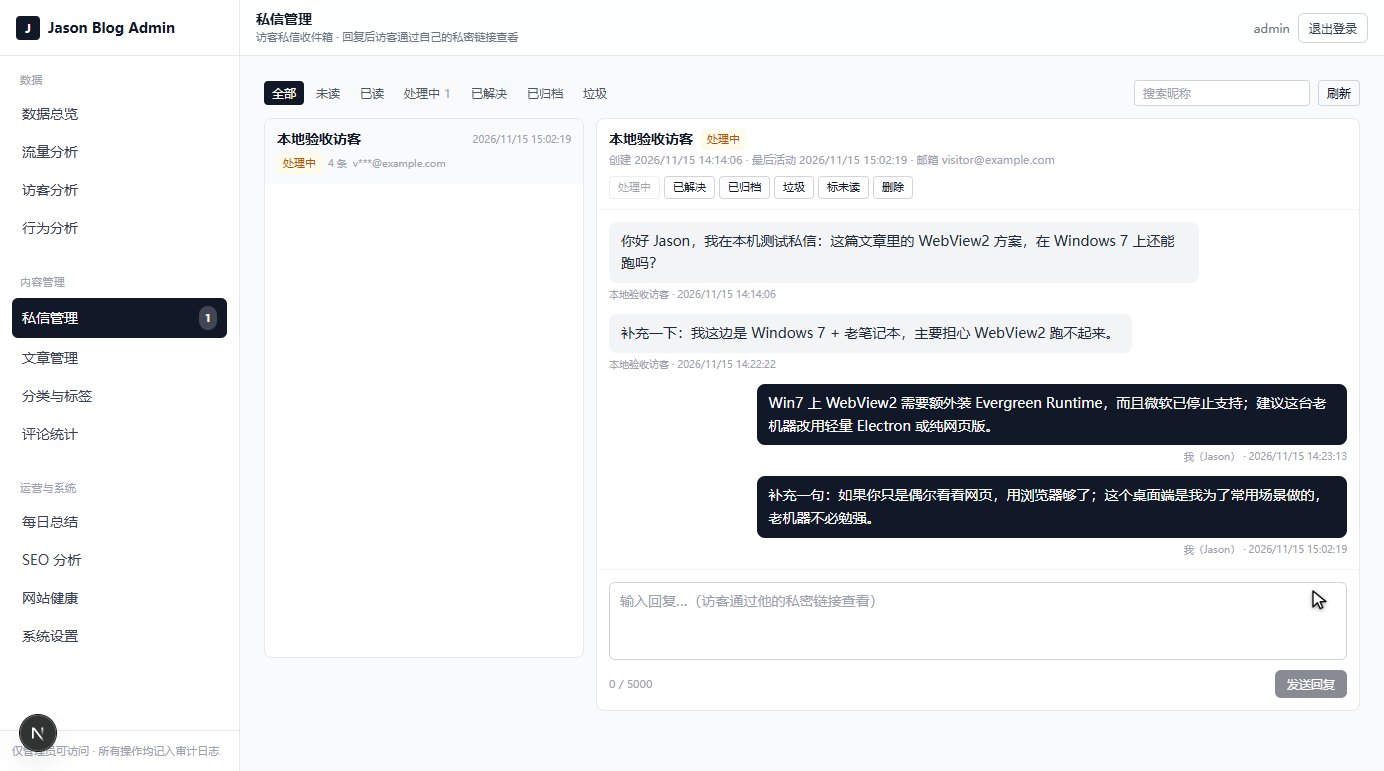 J Jason Blog Admin
数据
数据总览
流量分析
访客分析
行为分析
内容管理
私信管理 1
文章管理
分类与标签
评论统计
运营与系统
每日总结
SEO 分析
网站健康
系统设置
N
仅管理员可访问 · 所有操作均记入审计日志
私信管理
访客私信收件箱 · 回复后访客通过自己的私密链接查看
admin 退出登录
全部 未读 已读 处理中 1 已解决 已归档 垃圾
搜索昵称 刷新
本地验收访客 2026/11/15 15:02:19
处理中 4 条 v***@example.com
本地验收访客 处理中
创建 2026/11/15 14:14:06 · 最后活动 2026/11/15 15:02:19 · 邮箱 visitor@example.com
处理中 已解决 已归档 垃圾 标未读 删除
你好 Jason，我在本机测试私信：这篇文章里的 WebView2 方案，在 Windows 7 上还能
跑吗？
本地验收访客 · 2026/11/15 14:14:06
补充一下：我这边是 Windows 7 + 老笔记本，主要担心 WebView2 跑不起来。
本地验收访客 · 2026/11/15 14:22:22
Win7 上 WebView2 需要额外装 Evergreen Runtime，而且微软已停止支持；建议这台老
机器改用轻量 Electron 或纯网页版。
我（Jason） · 2026/11/15 14:23:13
补充一句：如果你只是偶尔看看网页，用浏览器够了；这个桌面端是我为了常用场景做的，
老机器不必勉强。
我（Jason） · 2026/11/15 15:02:19
输入回复...（访客通过他的私密链接查看）
0 / 5000
发送回复